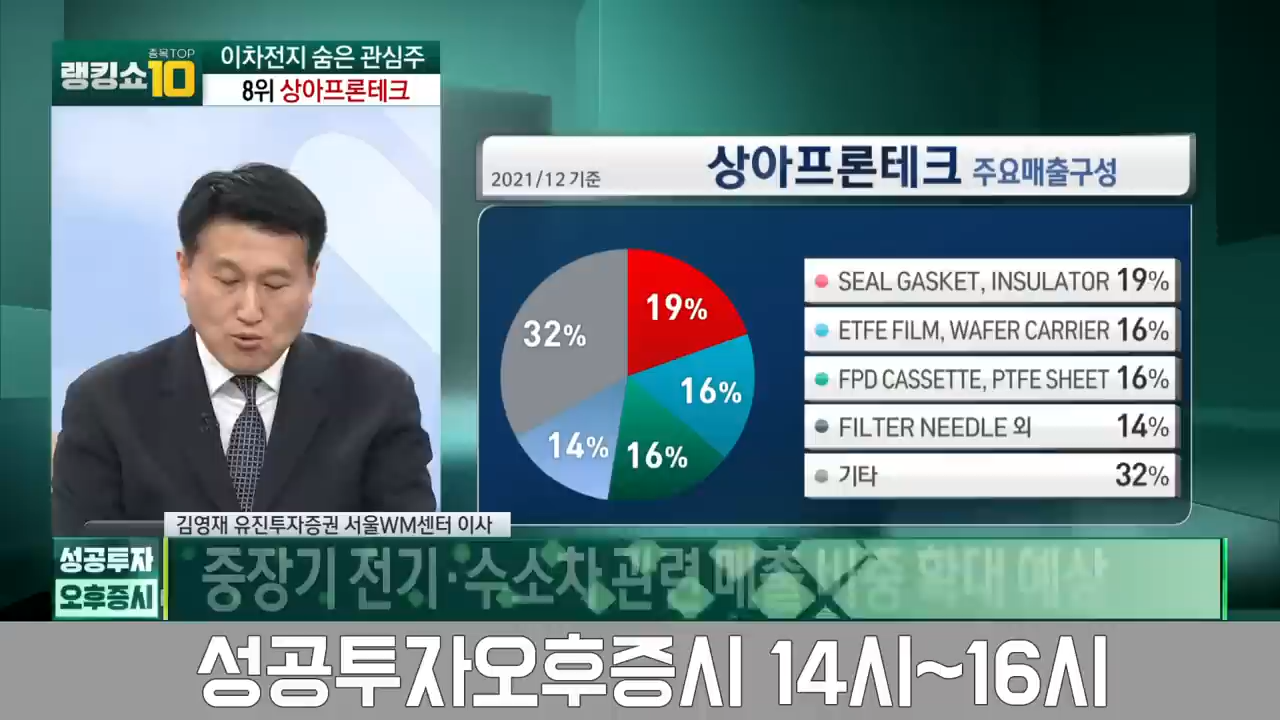 종목TOP
랭킹쇼10
이차전지 숨은 관심주
8위 상아프론테크
2021/12 기준
상아프론테크 주요매출구성
19%
16%
16%
14%
32%
SEAL GASKET, INSULATOR 19%
ETFE FILM, WAFER CARRIER 16%
FPD CASSETTE, PTFE SHEET 16%
FILTER NEEDLE 외 14%
기타 32%
김영재 유진투자증권 서울WM센터 이사
성공투자
오후증시
중장기 전기·수소차 관련 매출 비중 확대 예상
성공투자오후증시 14시~16시